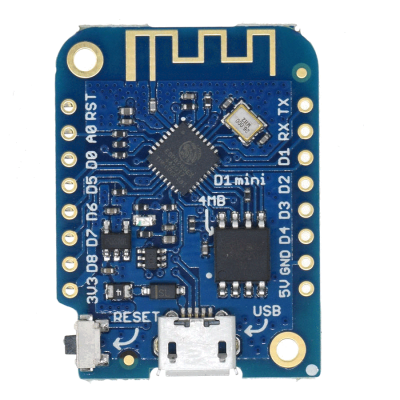 RST
A0
D0
D5
D6
D7
D8
3V3
TX
RX
D1
D2
D3
D4
GND
5V
D1 mini
4MB
RESET
USB